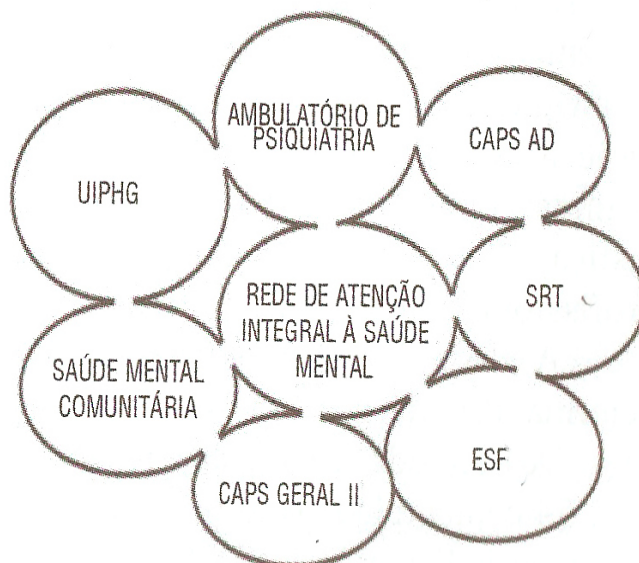 AMBULATÓRIO DE
PSIQUIATRIA
CAPS AD
UIPHG
REDE DE ATENÇÃO
INTEGRAL À SAÚDE
MENTAL
SRT
SAÚDE MENTAL
COMUNITÁRIA
ESF
CAPS GERAL II